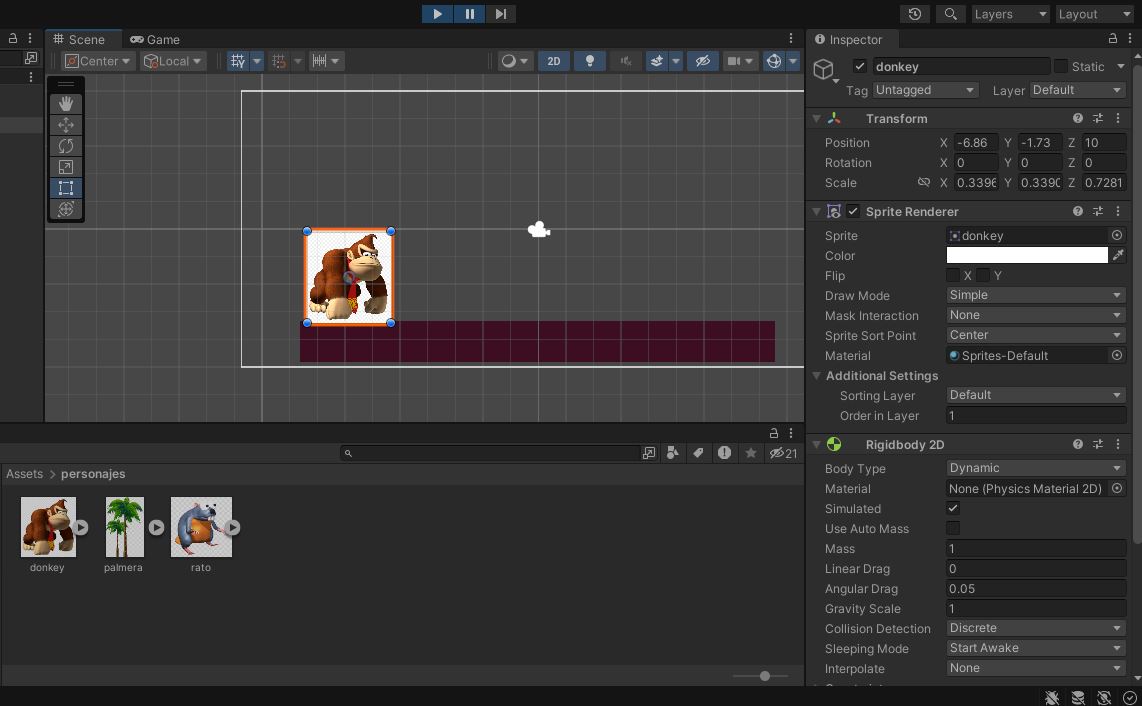 Layers
Layout
Scene
Game
Inspector
Center
Local
2D
donkey
Static
Tag
Untagged
Layer
Default
Transform
Position X -6.86 Y -1.73 Z 10
Rotation X 0 Y 0 Z 0
Scale X 0.3396 Y 0.3390 Z 0.7281
Sprite Renderer
Sprite donkey
Color
Flip X Y
Draw Mode Simple
Mask Interaction None
Sprite Sort Point Center
Material Sprites-Default
Additional Settings
Sorting Layer Default
Order in Layer 1
Rigidbody 2D
Body Type Dynamic
Material None (Physics Material 2D)
Simulated
Use Auto Mass
Mass 1
Linear Drag 0
Angular Drag 0.05
Gravity Scale 1
Collision Detection Discrete
Sleeping Mode Start Awake
Interpolate None
21
Assets > personajes
donkey
palmera
rato